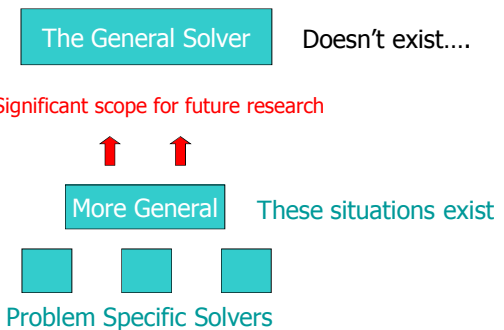 The General Solver
Doesn't exist....
Significant scope for future research
More General
These situations exist
Problem Specific Solvers